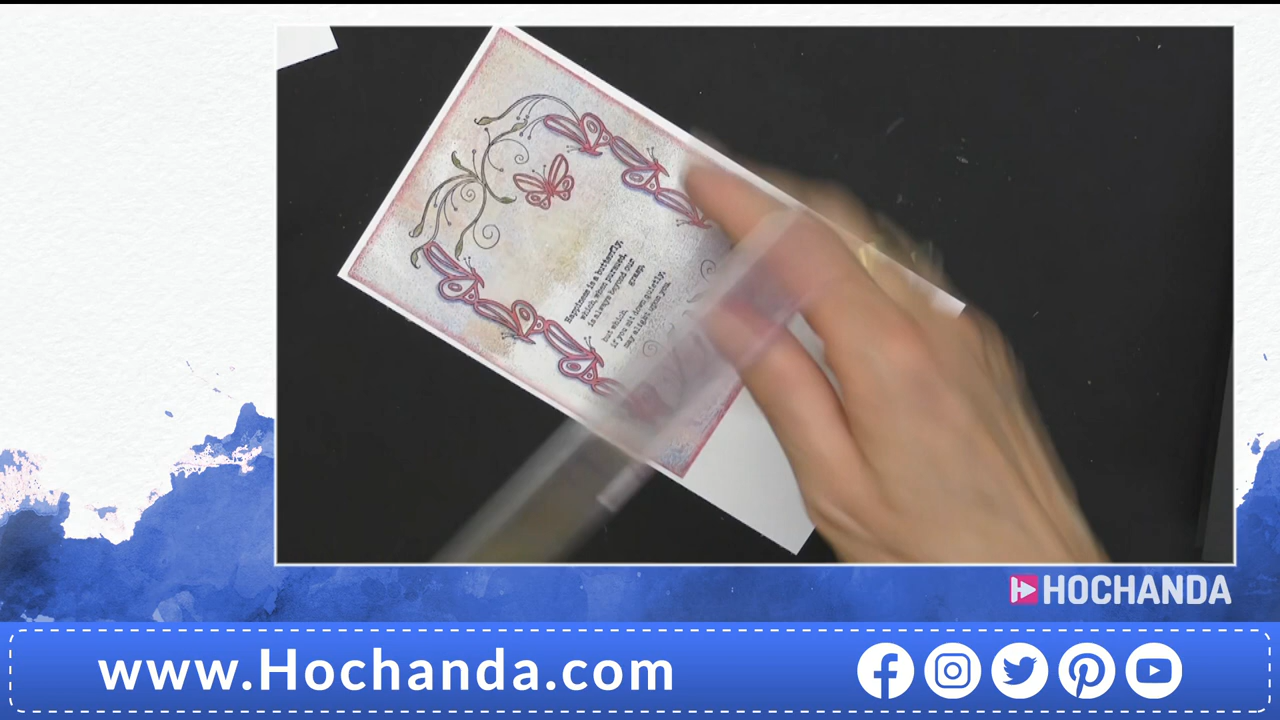 Happiness is a butterfly,
which, when pursued,
is always beyond our
grasp,
but which,
if you sit down quietly,
may alight upon you.
HOCHANDA
www.Hochanda.com